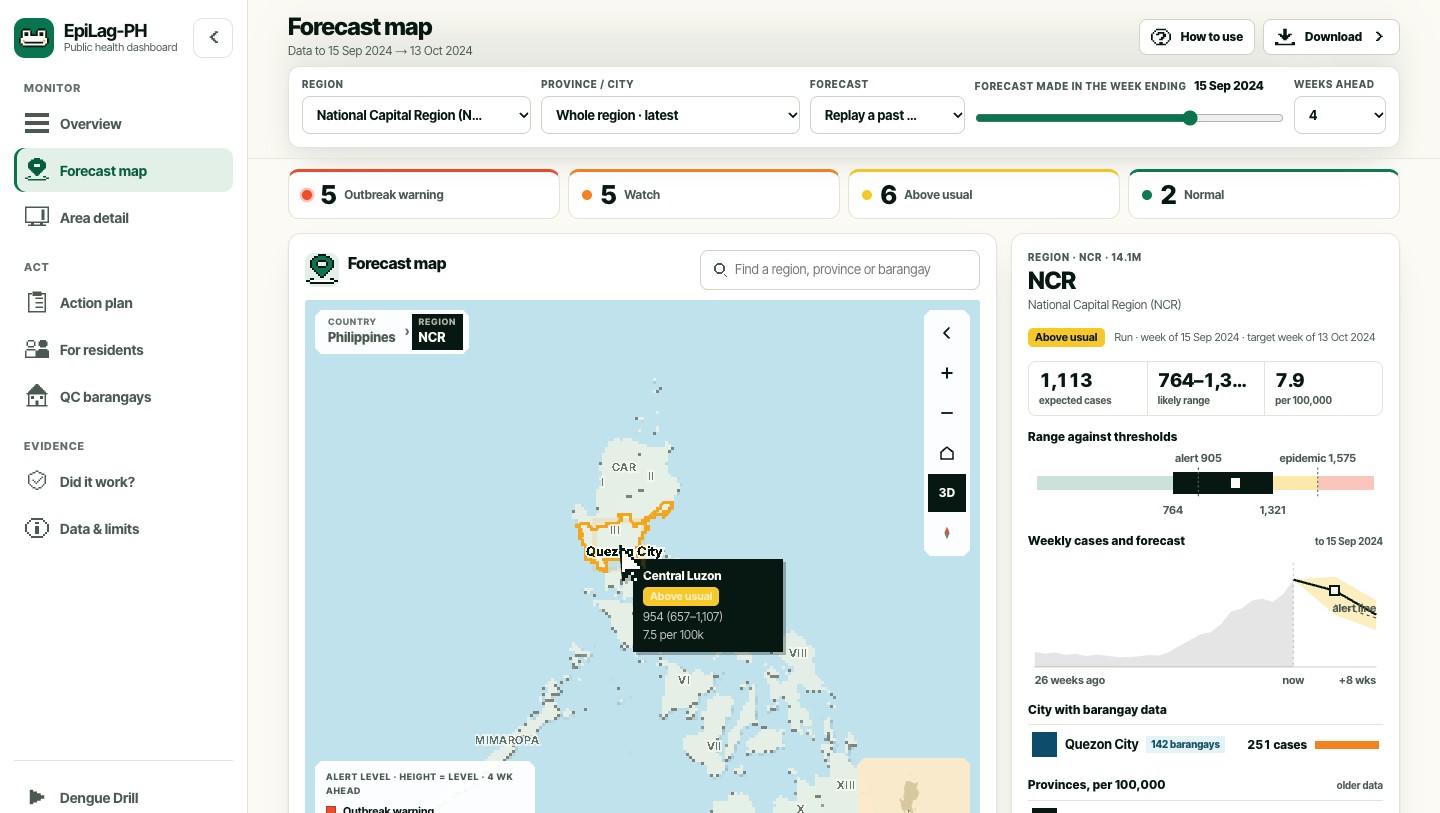 EpiLag-PH
Public health dashboard
MONITOR
Overview
Forecast map
Area detail
ACT
Action plan
For residents
QC barangays
EVIDENCE
Did it work?
Data & limits
Dengue Drill
Forecast map
Data to 15 Sep 2024 → 13 Oct 2024
How to use
Download
REGION
National Capital Region (N...
PROVINCE / CITY
Whole region · latest
FORECAST
Replay a past ...
FORECAST MADE IN THE WEEK ENDING 15 Sep 2024
WEEKS AHEAD
4
5 Outbreak warning
5 Watch
6 Above usual
2 Normal
Forecast map
Find a region, province or barangay
COUNTRY
Philippines
›
REGION
NCR
3D
CAR
II
I
III
Quezon City
Central Luzon
Above usual
954 (657–1,107)
7.5 per 100k
VIII
VI
VII
MIMAROPA
XIII
X
ALERT LEVEL · HEIGHT = LEVEL · 4 WK
AHEAD
Outbreak warning
REGION · NCR · 14.1M
NCR
National Capital Region (NCR)
Above usual
Run · week of 15 Sep 2024 · target week of 13 Oct 2024
1,113
expected cases
764–1,3...
likely range
7.9
per 100,000
Range against thresholds
alert 905
epidemic 1,575
764
1,321
Weekly cases and forecast
to 15 Sep 2024
alert line
26 weeks ago
now
+8 wks
City with barangay data
Quezon City
142 barangays
251 cases
Provinces, per 100,000
older data